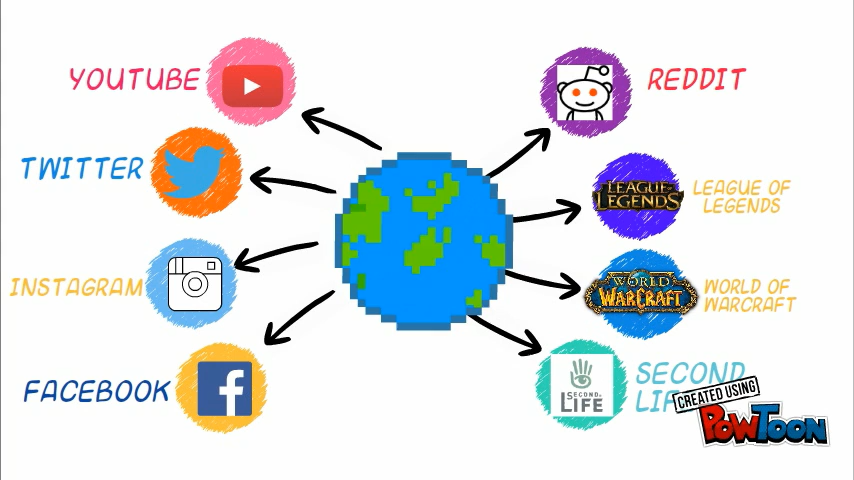 YOUTUBE
REDDIT
TWITTER
LEAGUE OF
LEGENDS
LEAGUE OF
LEGENDS
INSTAGRAM
WORLD
OF
WARCRAFT
WORLD OF
WARCRAFT
FACEBOOK
f
SECOND
LIFE
SECOND
LIFE
CREATED USING
POWTOON